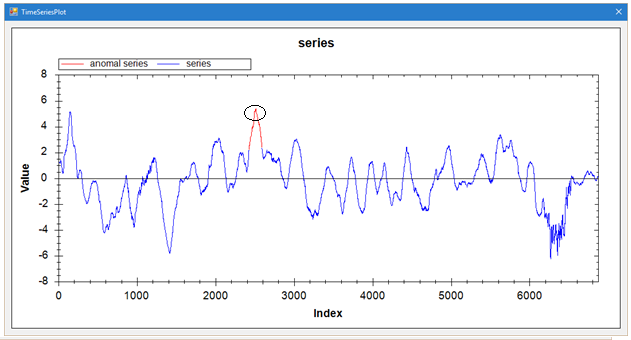 TimeSeriesPlot
series
anomal series series
8
6
4
2
0
-2
-4
-6
-8
Value
0 1000 2000 3000 4000 5000 6000
Index